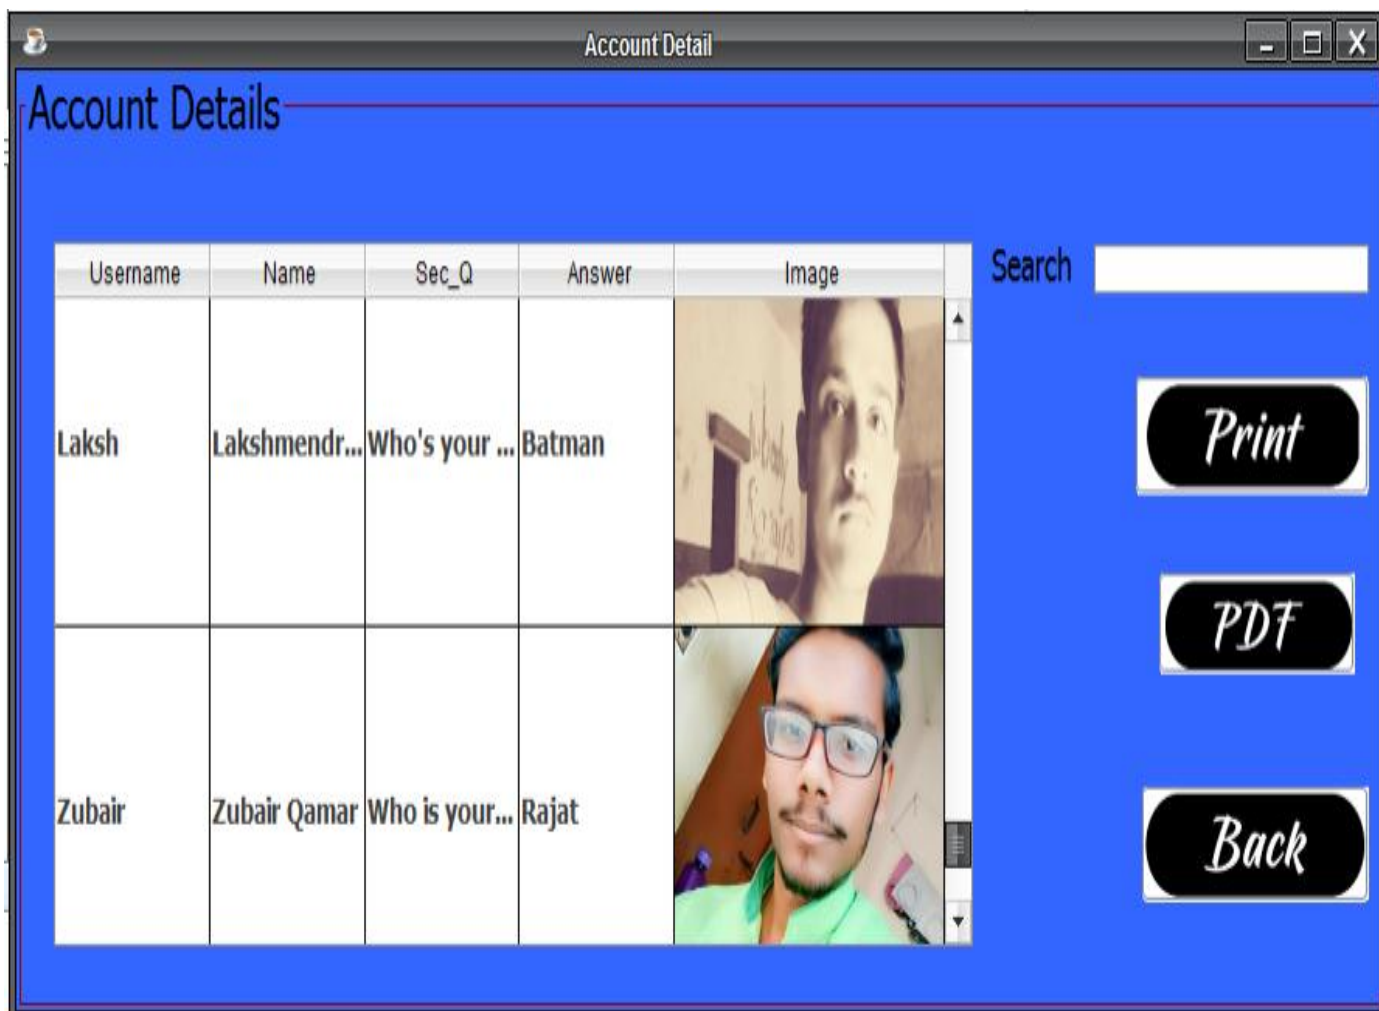 Account Detail
Account Details
Search
Username Name Sec_Q Answer Image
Laksh Lakshmendr... Who's your ... Batman
Zubair Zubair Qamar Who is your... Rajat
Print
PDF
Back